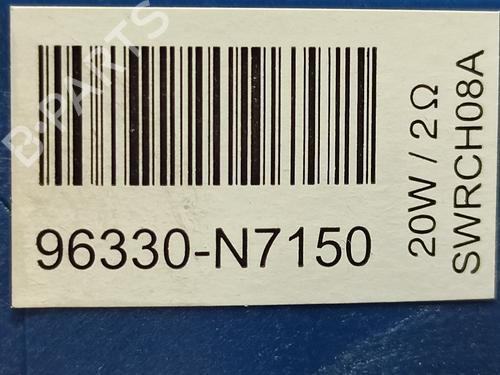 96330-N7150
20W / 2Ω
SWRCH08A
B-PARTS